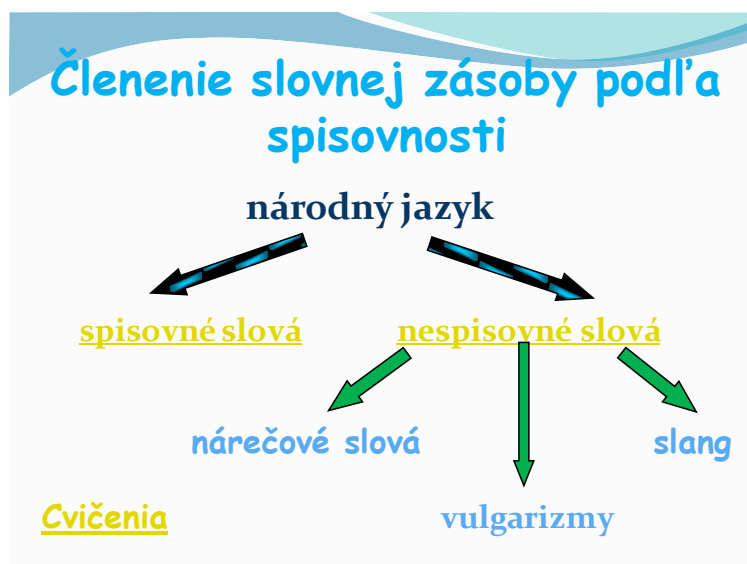 Členenie slovnej zásoby podľa
spisovnosti
národný jazyk
spisovné slová nespisovné slová
nárečové slová slang
Cvičenia vulgarizmy